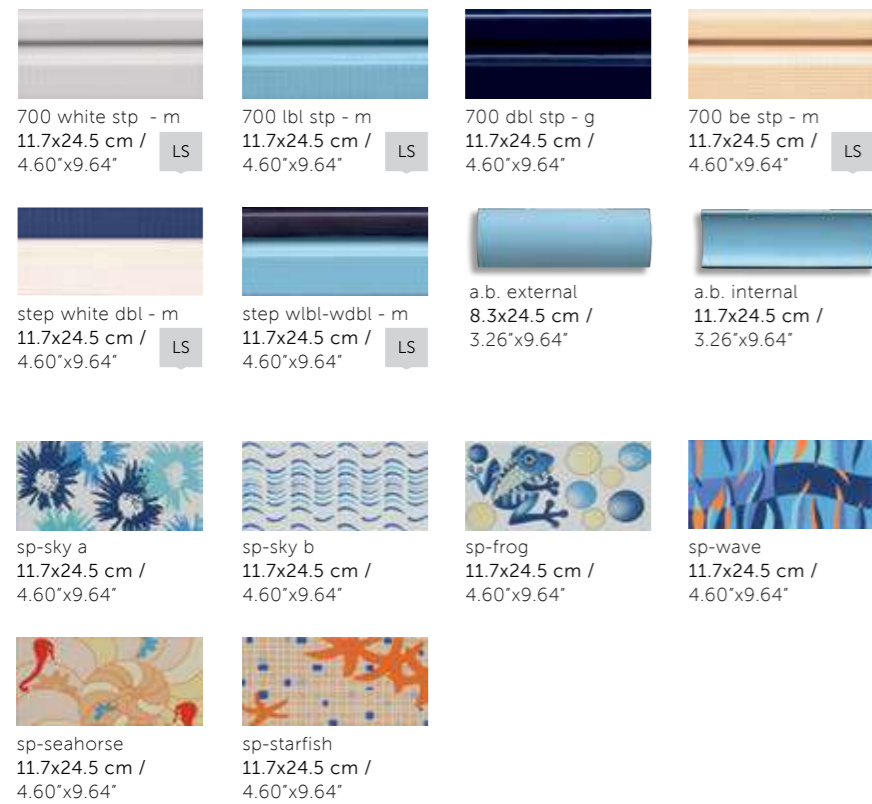 700 white stp - m
11.7x24.5 cm /
4.60”x9.64”
LS
700 lbl stp - m
11.7x24.5 cm /
4.60”x9.64”
LS
700 dbl stp - g
11.7x24.5 cm /
4.60”x9.64”
700 be stp - m
11.7x24.5 cm /
4.60”x9.64”
LS
step white dbl - m
11.7x24.5 cm /
4.60”x9.64”
LS
step wlbl-wdbl - m
11.7x24.5 cm /
4.60”x9.64”
LS
a.b. external
8.3x24.5 cm /
3.26”x9.64”
a.b. internal
11.7x24.5 cm /
3.26”x9.64”
sp-sky a
11.7x24.5 cm /
4.60”x9.64”
sp-sky b
11.7x24.5 cm /
4.60”x9.64”
sp-frog
11.7x24.5 cm /
4.60”x9.64”
sp-wave
11.7x24.5 cm /
4.60”x9.64”
sp-seahorse
11.7x24.5 cm /
4.60”x9.64”
sp-starfish
11.7x24.5 cm /
4.60”x9.64”